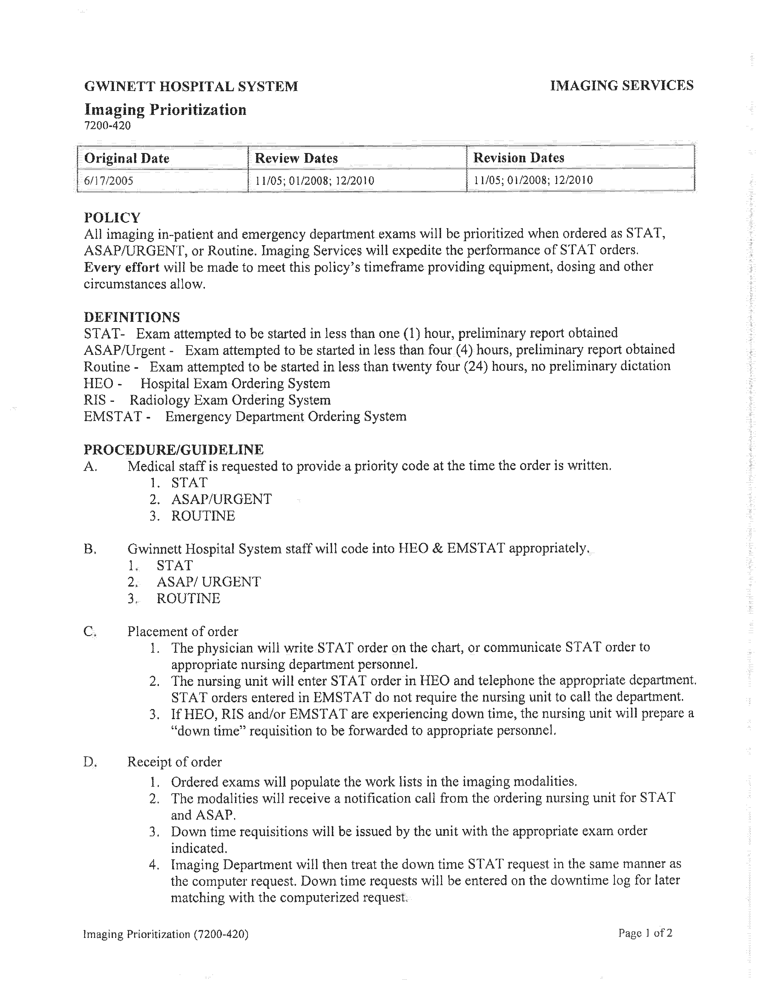 GWINETT HOSPITAL SYSTEM IMAGING SERVICES
Imaging Prioritization
7200-420
Original Date Review Dates Revision Dates
6/17/2005 11/05; 01/2008; 12/2010 11/05; 01/2008; 12/2010
POLICY
All imaging in-patient and emergency department exams will be prioritized when ordered as STAT,
ASAP/URGENT, or Routine. Imaging Services will expedite the performance of STAT orders.
Every effort will be made to meet this policy's timeframe providing equipment, dosing and other
circumstances allow.
DEFINITIONS
STAT- Exam attempted to be started in less than one (1) hour, preliminary report obtained
ASAP/Urgent - Exam attempted to be started in less than four (4) hours, preliminary report obtained
Routine - Exam attempted to be started in less than twenty four (24) hours, no preliminary dictation
HEO - Hospital Exam Ordering System
RIS - Radiology Exam Ordering System
EMSTAT - Emergency Department Ordering System
PROCEDURE/GUIDELINE
A. Medical staff is requested to provide a priority code at the time the order is written.
1. STAT
2. ASAP/URGENT
3. ROUTINE
B. Gwinnett Hospital System staff will code into HEO & EMSTAT appropriately.
1. STAT
2. ASAP/ URGENT
3. ROUTINE
C. Placement of order
1. The physician will write STAT order on the chart, or communicate STAT order to
appropriate nursing department personnel.
2. The nursing unit will enter STAT order in HEO and telephone the appropriate department.
STAT orders entered in EMSTAT do not require the nursing unit to call the department.
3. If HEO, RIS and/or EMSTAT are experiencing down time, the nursing unit will prepare a
“down time” requisition to be forwarded to appropriate personnel.
D. Receipt of order
1. Ordered exams will populate the work lists in the imaging modalities.
2. The modalities will receive a notification call from the ordering nursing unit for STAT
and ASAP.
3. Down time requisitions will be issued by the unit with the appropriate exam order
indicated.
4. Imaging Department will then treat the down time STAT request in the same manner as
the computer request. Down time requests will be entered on the downtime log for later
matching with the computerized request.
Imaging Prioritization (7200-420) Page 1 of 2